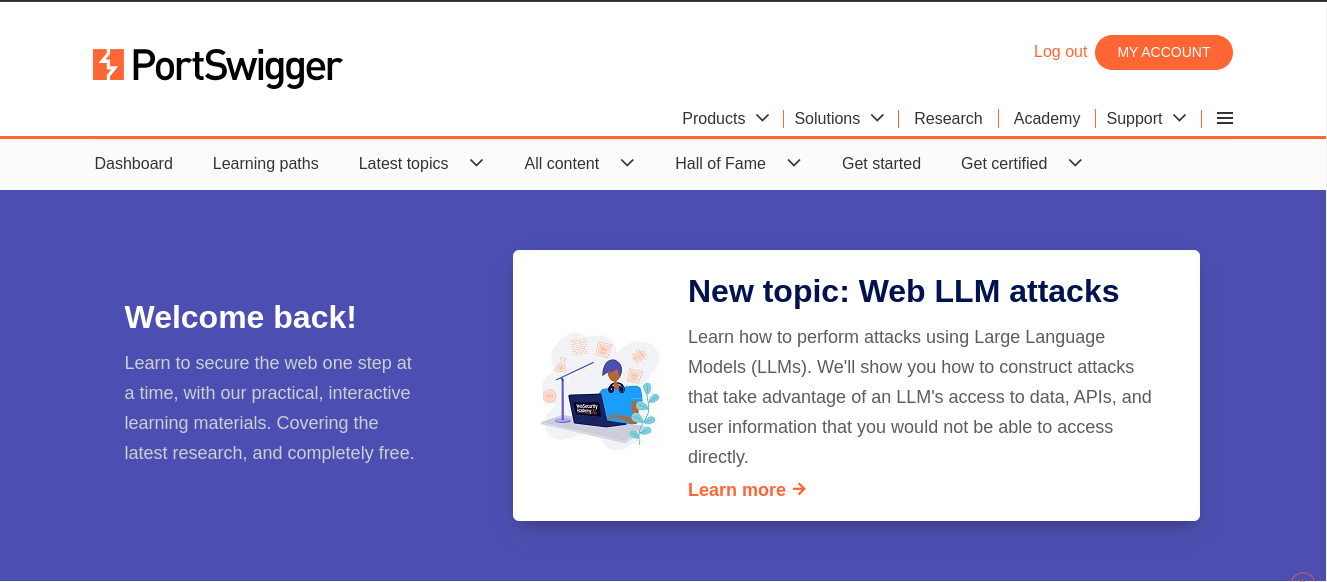 PortSwigger
Log out
MY ACCOUNT
Products
Solutions
Research
Academy
Support
Dashboard
Learning paths
Latest topics
All content
Hall of Fame
Get started
Get certified
Welcome back!
Learn to secure the web one step at
a time, with our practical, interactive
learning materials. Covering the
latest research, and completely free.
New topic: Web LLM attacks
Learn how to perform attacks using Large Language
Models (LLMs). We'll show you how to construct attacks
that take advantage of an LLM's access to data, APIs, and
user information that you would not be able to access
directly.
Learn more
WebSecurity
Academy